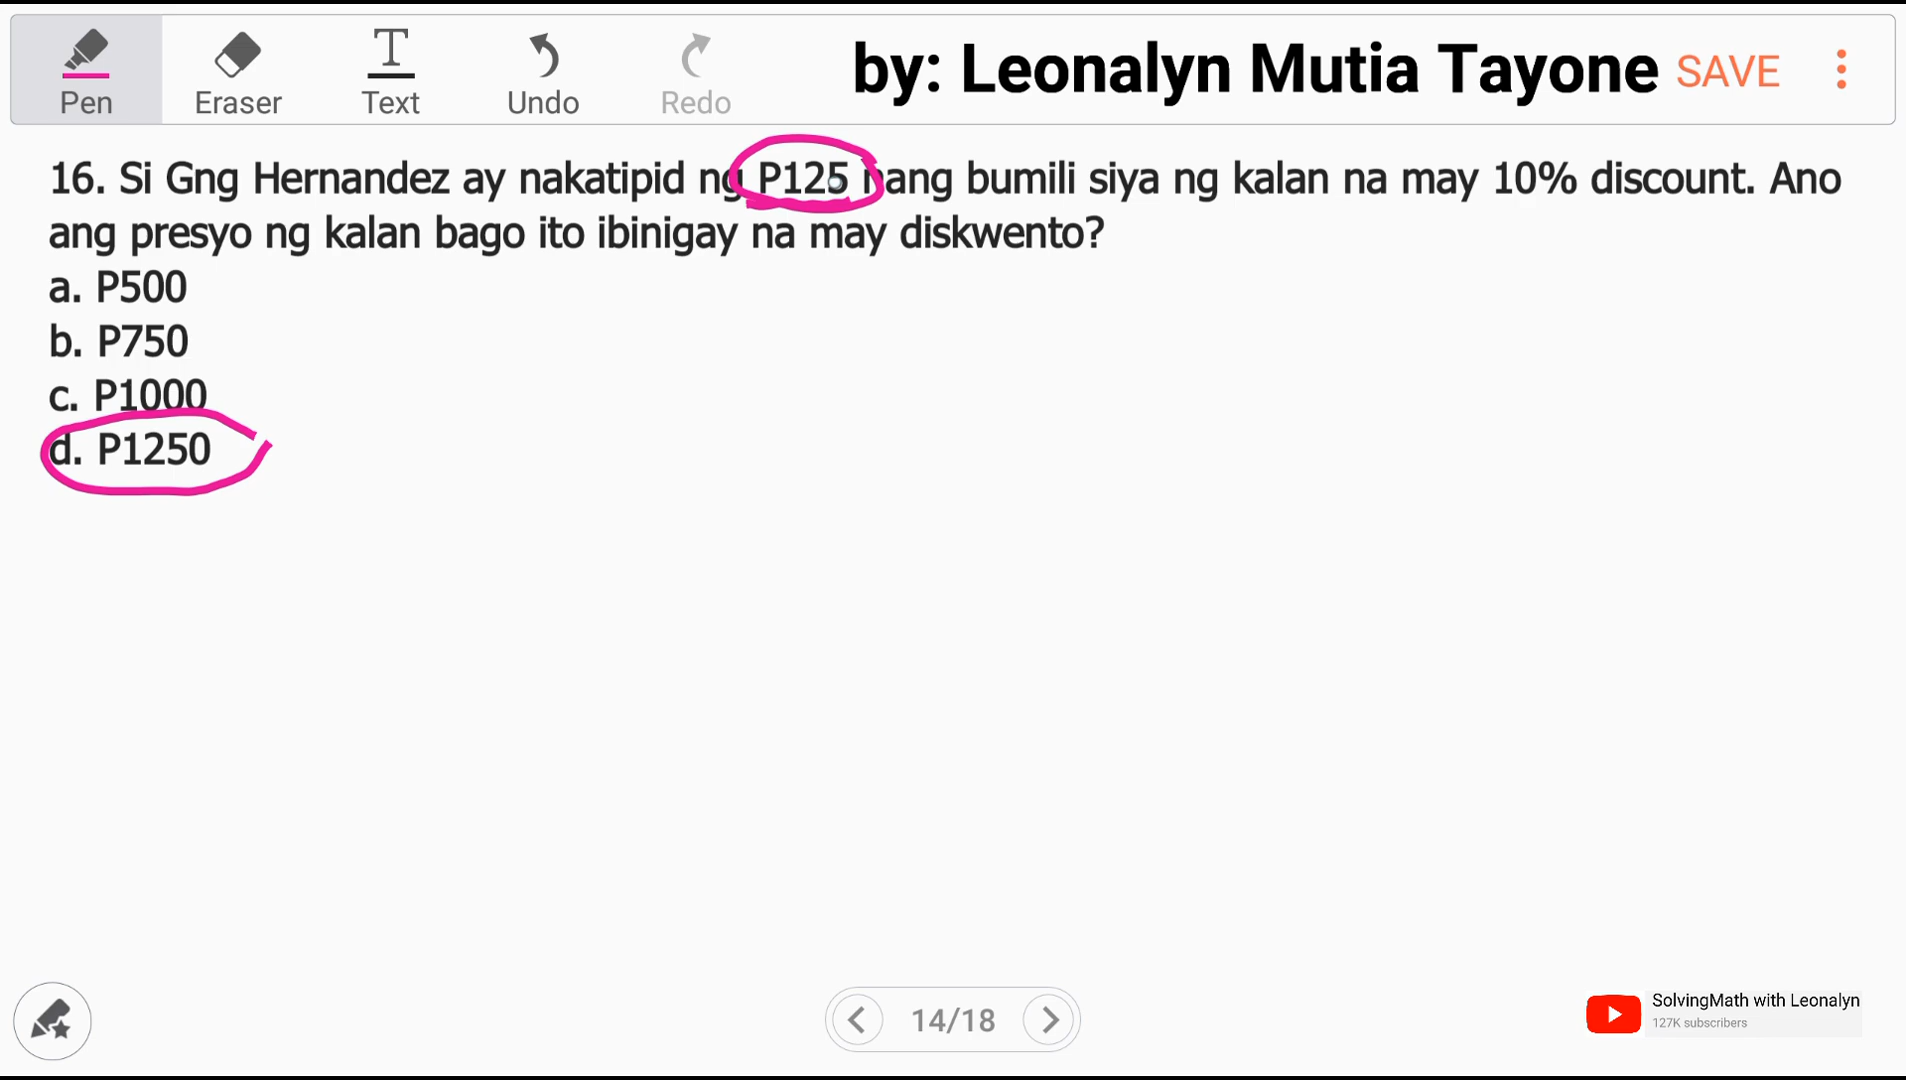 by: Leonalyn Mutia Tayone
SAVE
Pen
Eraser
Text
Undo
Redo
16. Si Gng Hernandez ay nakatipid ng P125 nang bumili siya ng kalan na may 10% discount. Ano
ang presyo ng kalan bago ito ibinigay na may diskwento?
a. P500
b. P750
c. P1000
d. P1250
14/18
SolvingMath with Leonalyn
127K subscribers